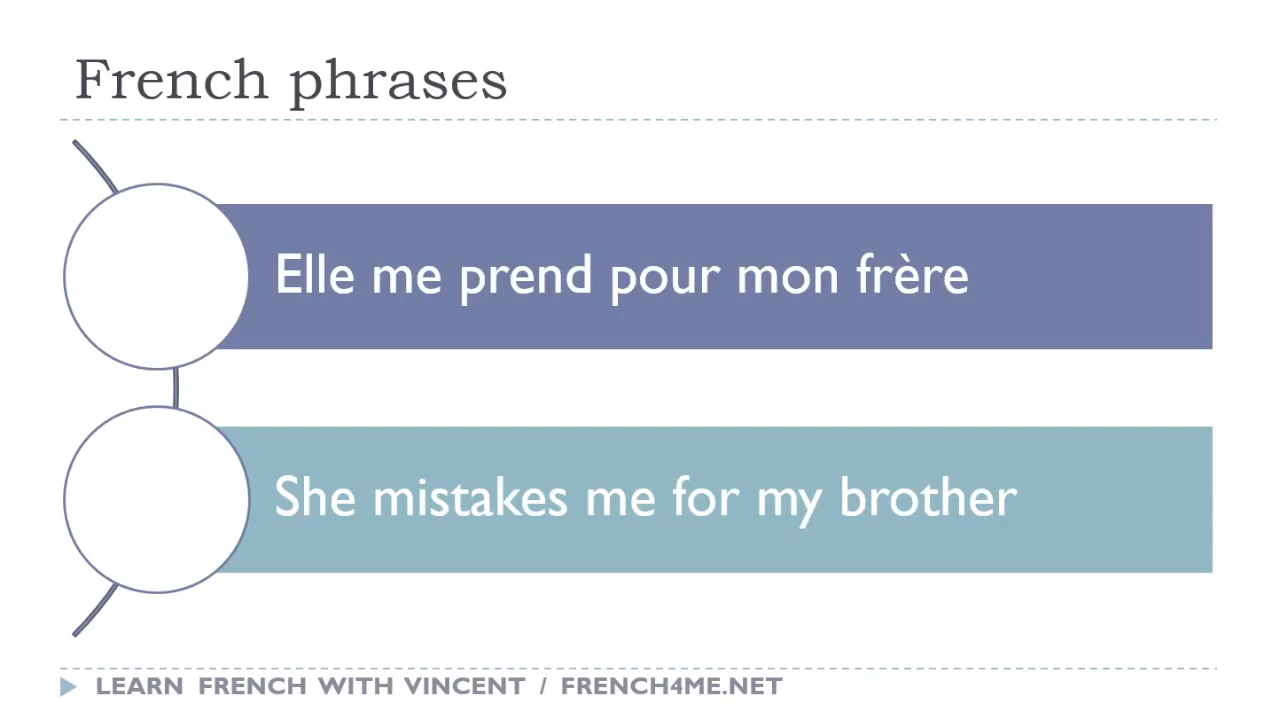 French phrases
Elle me prend pour mon frère
She mistakes me for my brother
LEARN FRENCH WITH VINCENT / FRENCH4ME.NET